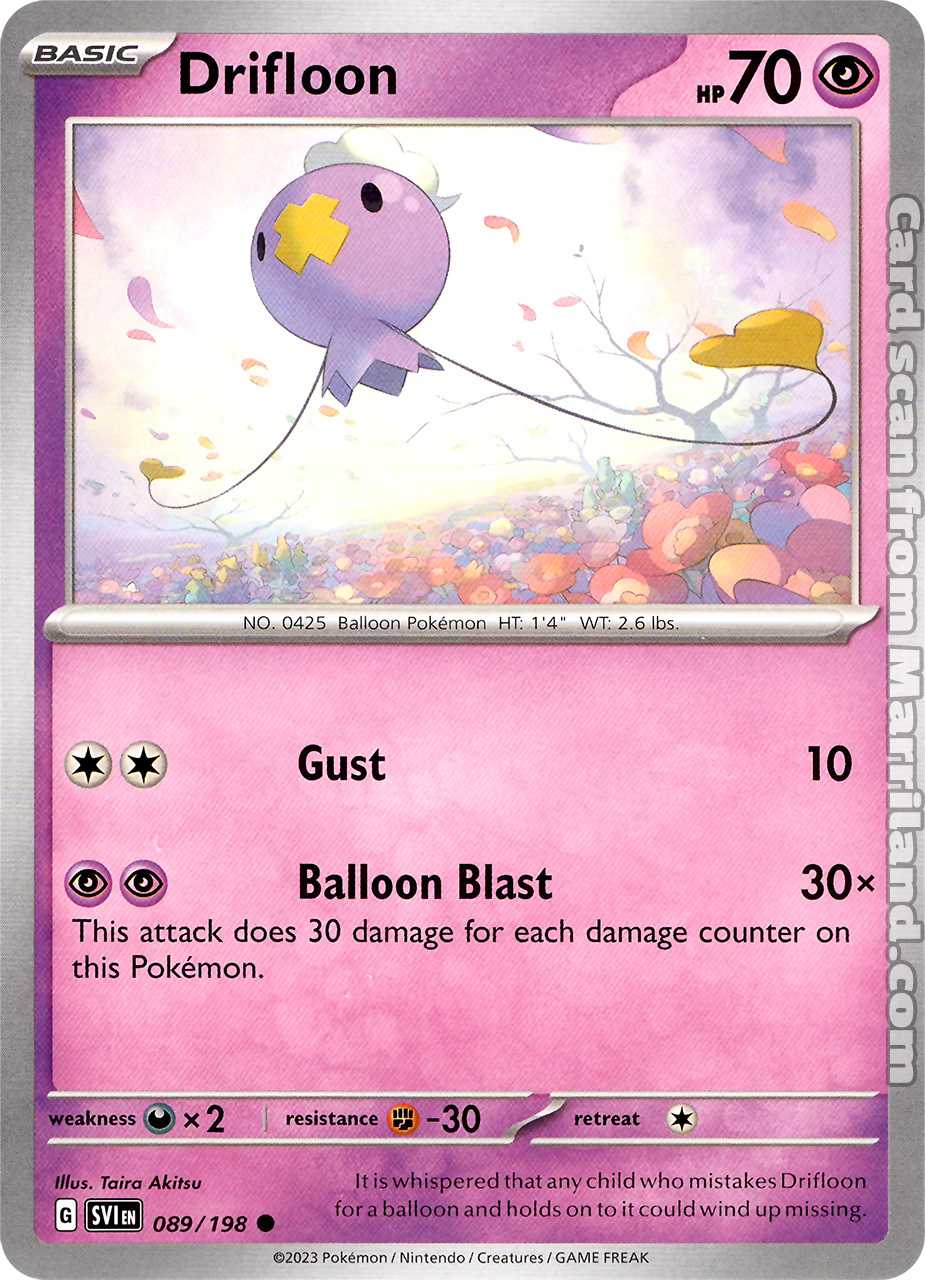 BASIC
Drifloon
HP 70
NO. 0425 Balloon Pokémon HT: 1'4" WT: 2.6 lbs.
Gust 10
Balloon Blast 30×
This attack does 30 damage for each damage counter on
this Pokémon.
weakness ×2 resistance -30 retreat
Illus. Taira Akitsu
It is whispered that any child who mistakes Drifloon
for a balloon and holds on to it could wind up missing.
G SVI EN 089/198
©2023 Pokémon / Nintendo / Creatures / GAME FREAK
Card scan from Marriland.com